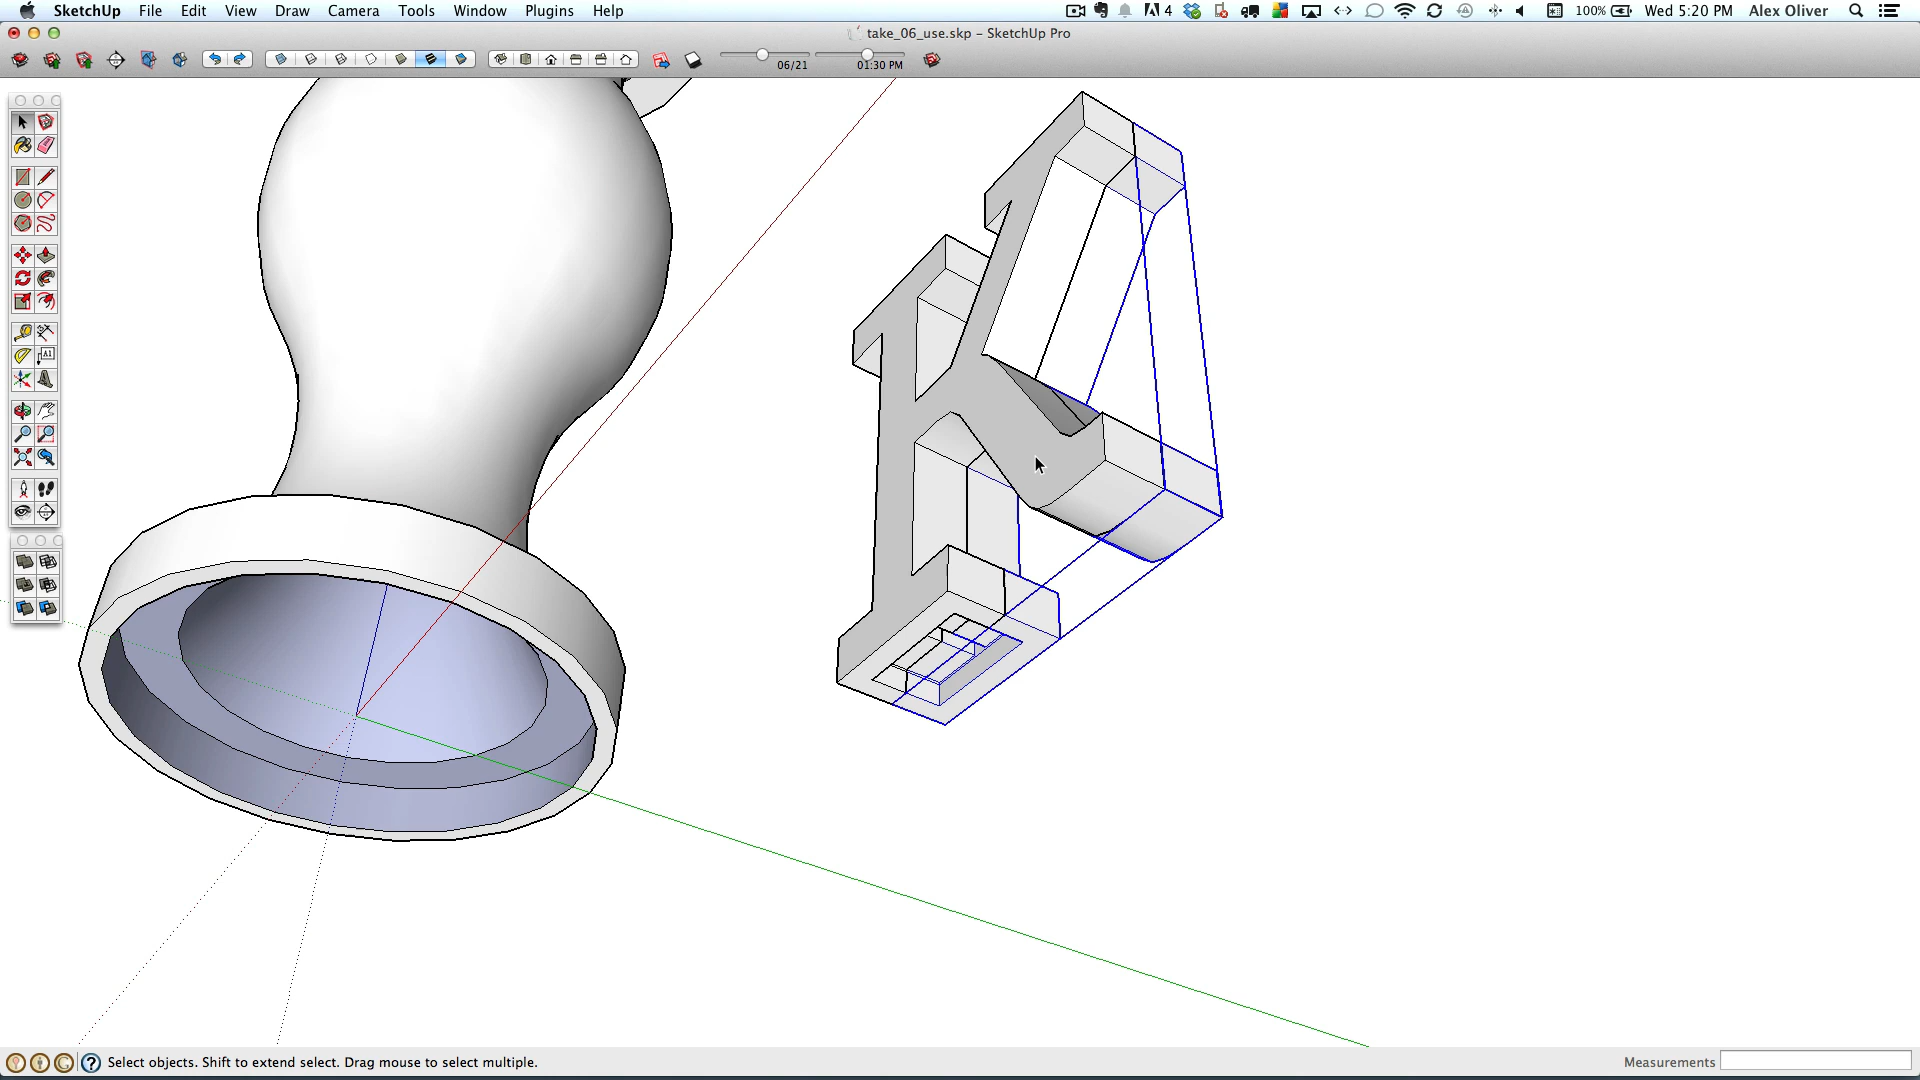 SketchUp File Edit View Draw Camera Tools Window Plugins Help 4 100% Wed 5:20 PM Alex Oliver
take_06_use.skp – SketchUp Pro
06/21 01:30 PM
A1
Select objects. Shift to extend select. Drag mouse to select multiple. Measurements